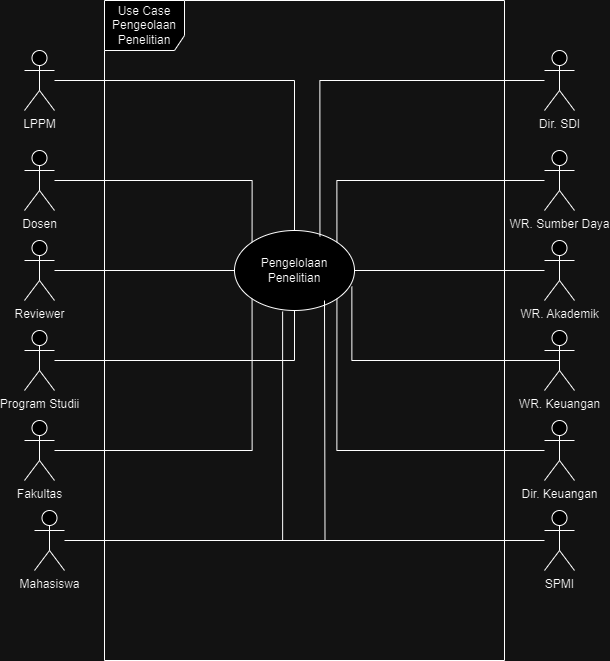 Use Case
Pengeolaan
Penelitian
LPPM
Dir. SDI
Dosen
WR. Sumber Daya
Pengelolaan
Penelitian
Reviewer
WR. Akademik
Program Studii
WR. Keuangan
Fakultas
Dir. Keuangan
Mahasiswa
SPMI